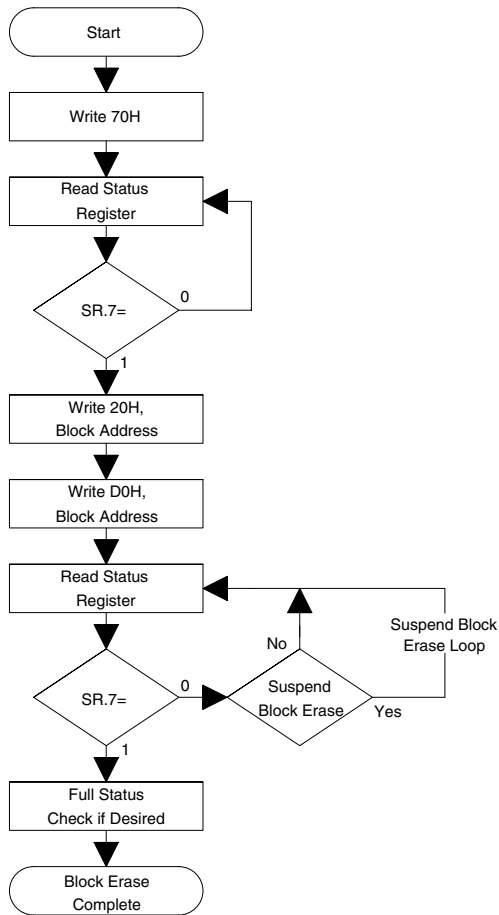 Start
Write 70H
Read Status
Register
SR.7=
0
1
Write 20H,
Block Address
Write D0H,
Block Address
Read Status
Register
Suspend Block
Erase Loop
No
SR.7=
0
Suspend
Block Erase
Yes
1
Full Status
Check if Desired
Block Erase
Complete